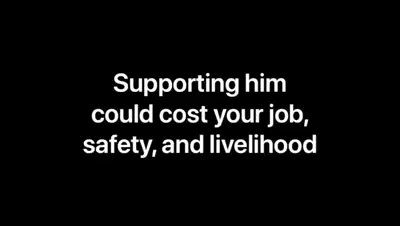 Supporting him
could cost your job,
safety, and livelihood